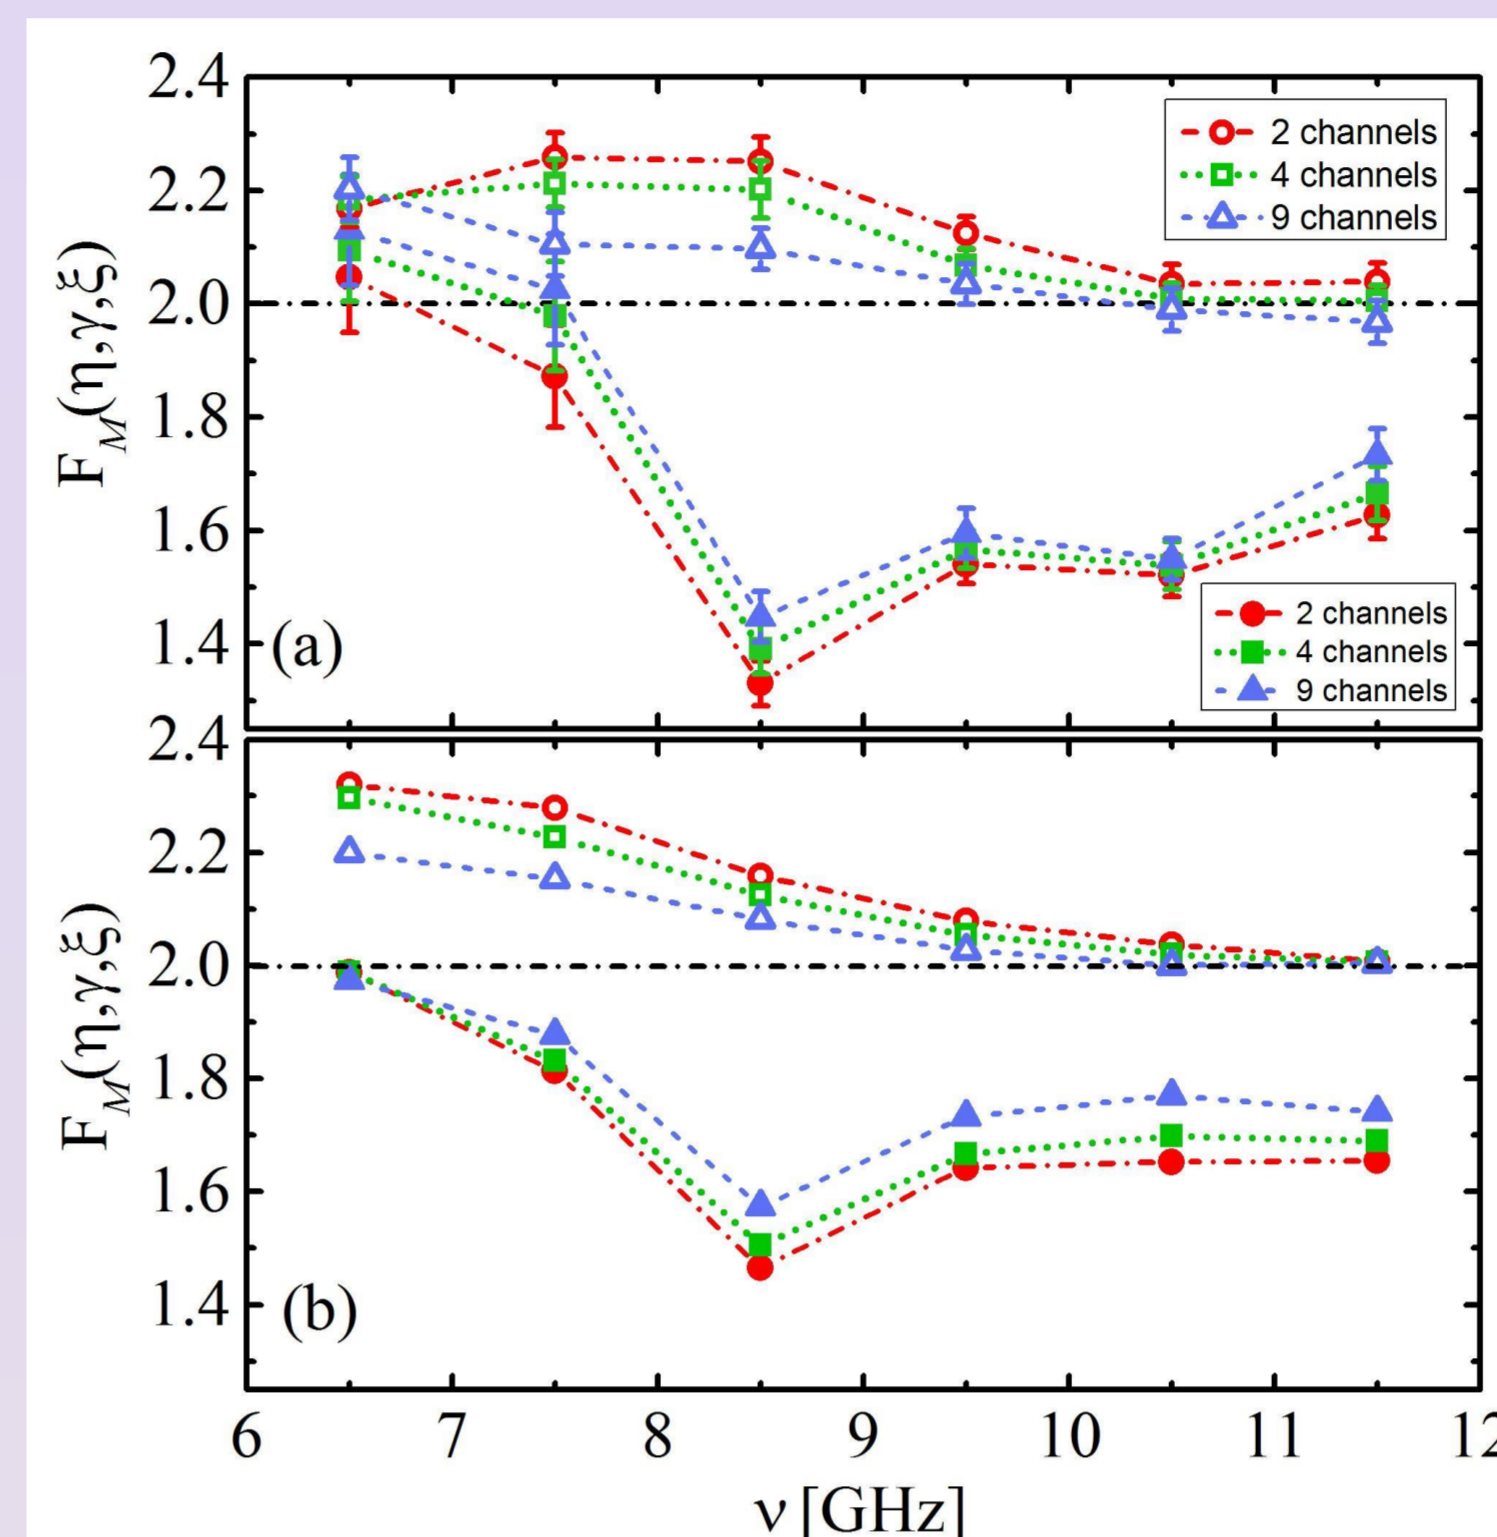 2.4
2.2
2.0
1.8
1.6
1.4
F_M(η,γ,ξ)
2 channels
4 channels
9 channels
2 channels
4 channels
9 channels
(a)
2.4
2.2
2.0
1.8
1.6
1.4
F_M(η,γ,ξ)
(b)
6 7 8 9 10 11 12
ν [GHz]